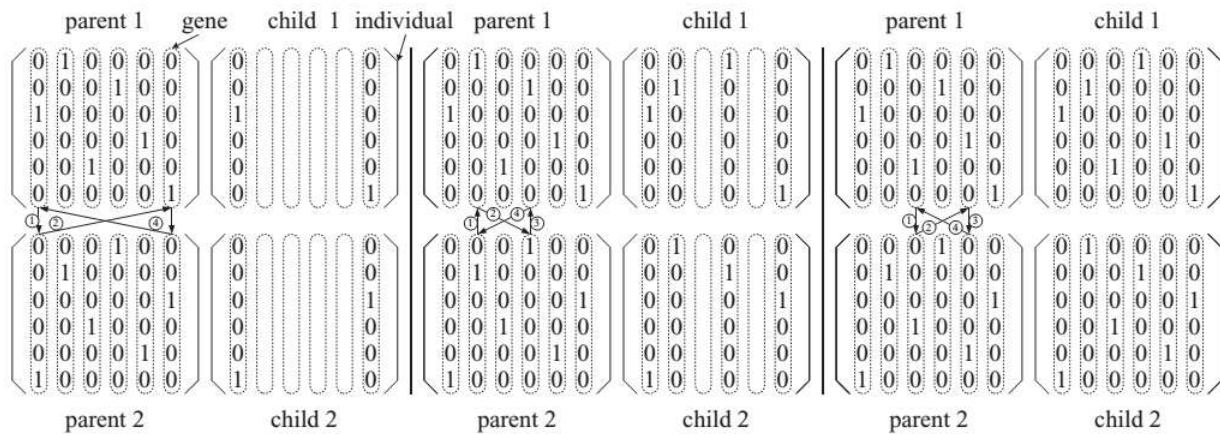 parent 1 gene child 1 individual parent 1 child 1 parent 1 child 1
0 1 0 0 0 0 0 0 0 1 0 0 0 0 0 0 1 0 0 1 0 0 0 0 0 0 0 1 0 0
0 0 0 1 0 0 0 0 0 0 0 1 0 0 0 1 0 0 0 0 0 1 0 0 0 1 0 0 0 0
1 0 0 0 0 0 1 0 1 0 0 0 0 0 1 0 0 0 1 0 0 0 0 0 1 0 0 0 0 0
0 0 0 0 1 0 0 0 0 0 0 0 1 0 0 0 0 0 0 0 0 0 1 0 0 0 0 0 1 0
0 0 1 0 0 0 0 0 0 0 1 0 0 0 0 0 0 0 0 0 1 0 0 0 0 0 1 0 0 0
0 0 0 0 0 1 0 1 0 0 0 0 0 1 0 0 0 1 0 0 0 0 0 1 0 0 0 0 0 1
① ② ④ ① ② ④ ③ ① ② ④ ③
0 0 0 1 0 0 0 0 0 0 0 1 0 0 0 1 0 0 0 0 0 1 0 0 0 1 0 0 0 0
0 1 0 0 0 0 0 0 0 1 0 0 0 0 0 0 1 0 0 1 0 0 0 0 0 0 0 1 0 0
0 0 0 0 0 1 0 1 0 0 0 0 0 1 0 0 0 1 0 0 0 0 0 1 0 0 0 0 0 1
0 0 1 0 0 0 0 0 0 0 1 0 0 0 0 0 0 0 0 0 1 0 0 0 0 0 1 0 0 0
0 0 0 0 1 0 0 0 0 0 0 0 1 0 0 0 0 0 0 0 0 0 1 0 0 0 0 0 1 0
1 0 0 0 0 0 1 0 1 0 0 0 0 0 1 0 0 0 1 0 0 0 0 0 1 0 0 0 0 0
parent 2 child 2 parent 2 child 2 parent 2 child 2